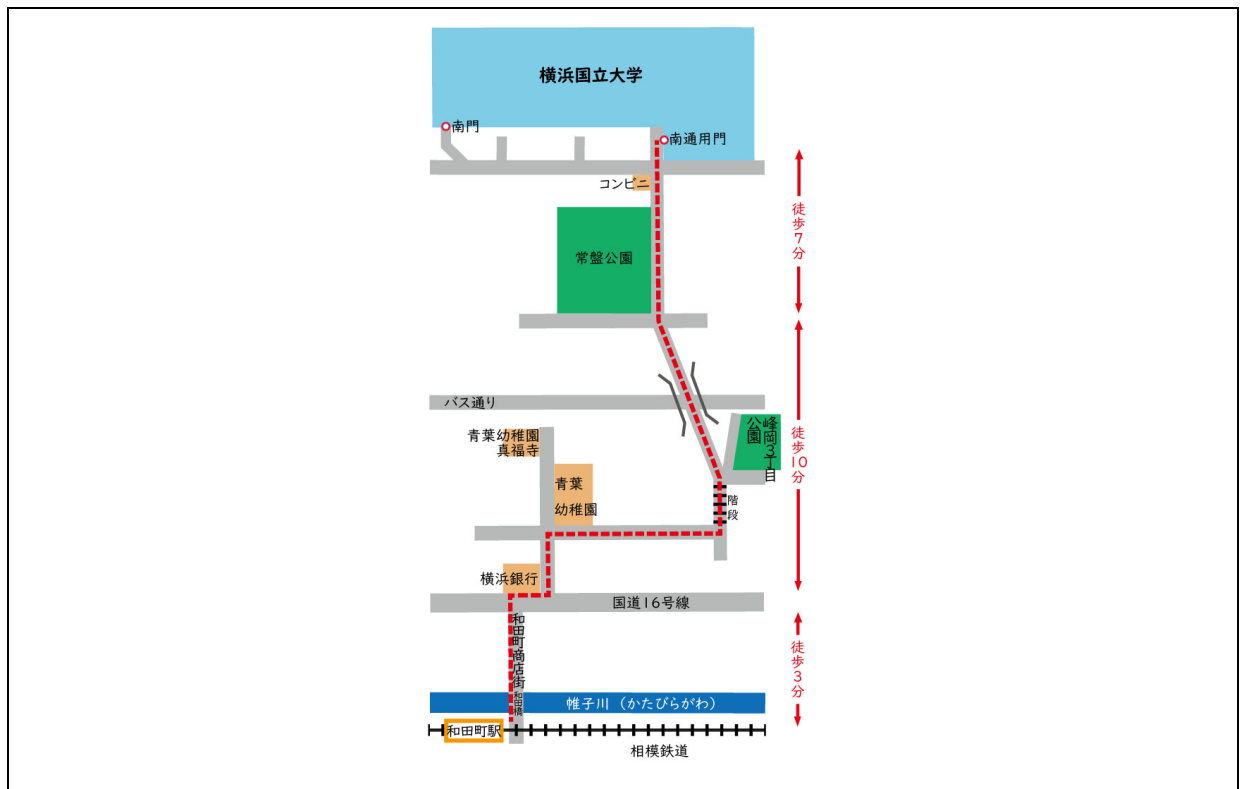 横浜国立大学
南門
南通用門
コンビニ
徒歩7分
常盤公園
バス通り
峰岡3丁目
公園
青葉幼稚園
真福寺
徒歩10分
青葉
幼稚園
階段
横浜銀行
国道16号線
和田町商店街
徒歩3分
和田橋
帷子川（かたびらがわ）
和田町駅
相模鉄道